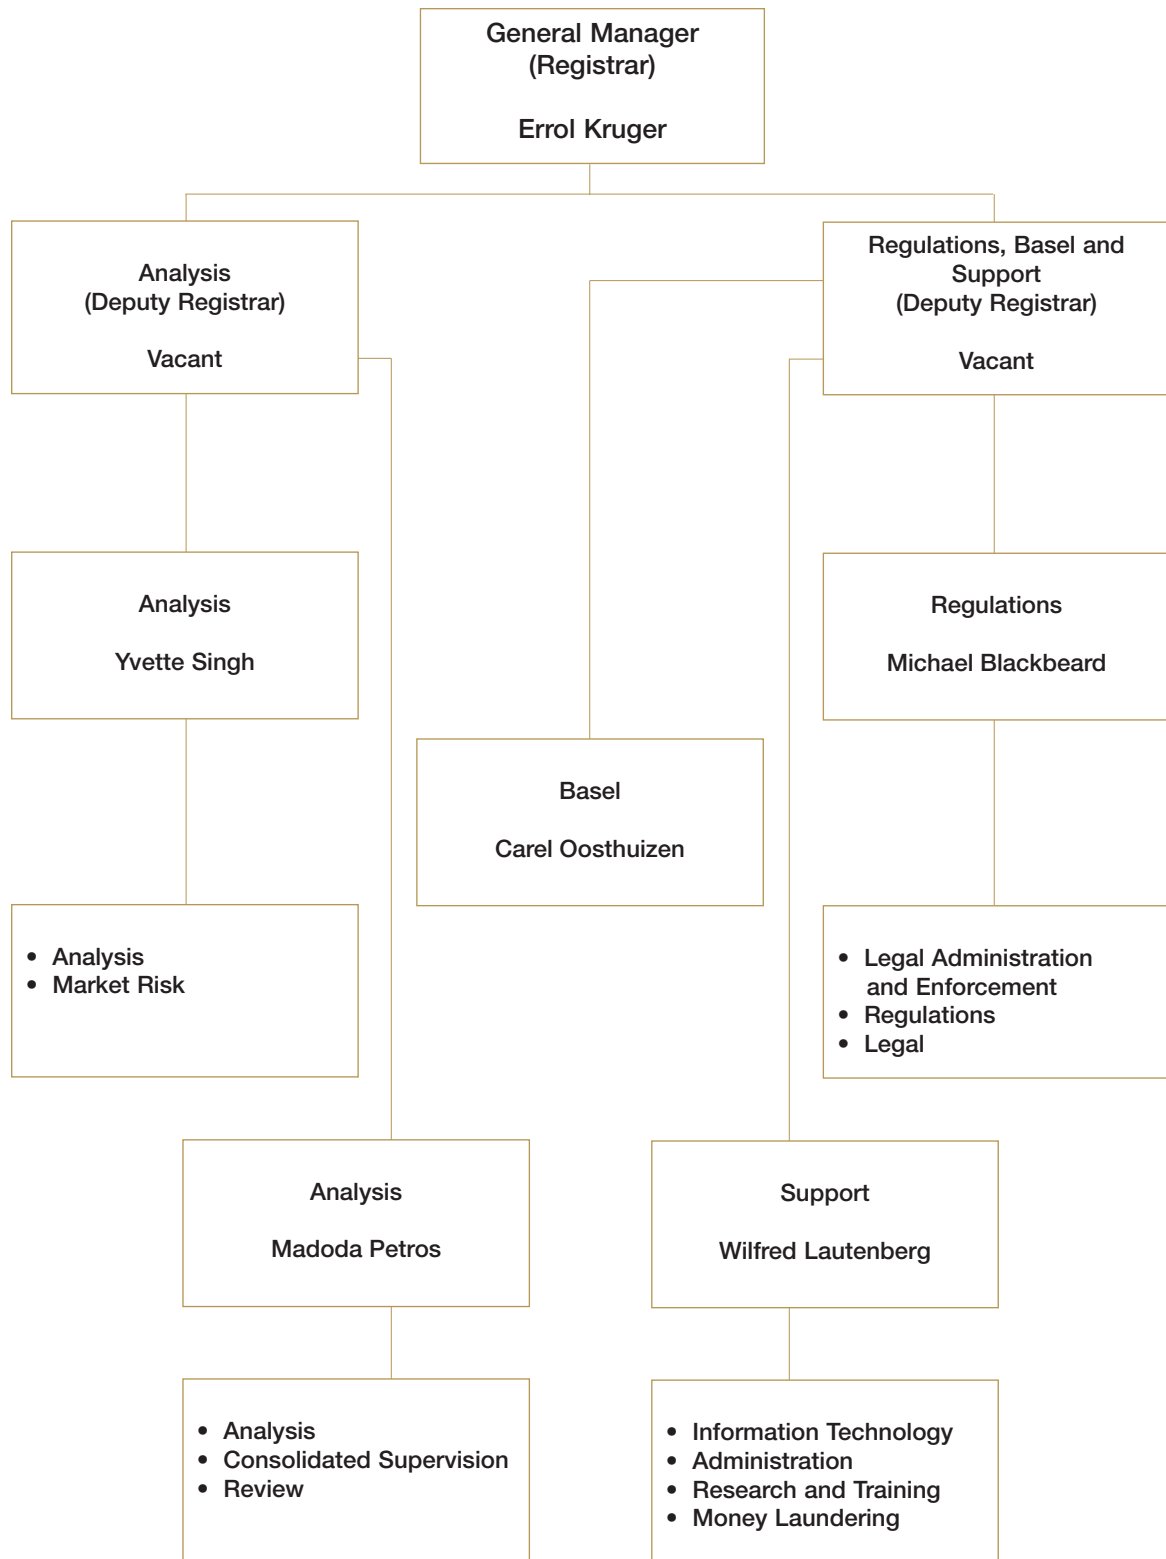 General Manager
(Registrar)
Errol Kruger
Analysis
(Deputy Registrar)
Vacant
Regulations, Basel and
Support
(Deputy Registrar)
Vacant
Analysis
Yvette Singh
Regulations
Michael Blackbeard
Basel
Carel Oosthuizen
• Analysis
• Market Risk
• Legal Administration
and Enforcement
• Regulations
• Legal
Analysis
Madoda Petros
Support
Wilfred Lautenberg
• Analysis
• Consolidated Supervision
• Review
• Information Technology
• Administration
• Research and Training
• Money Laundering